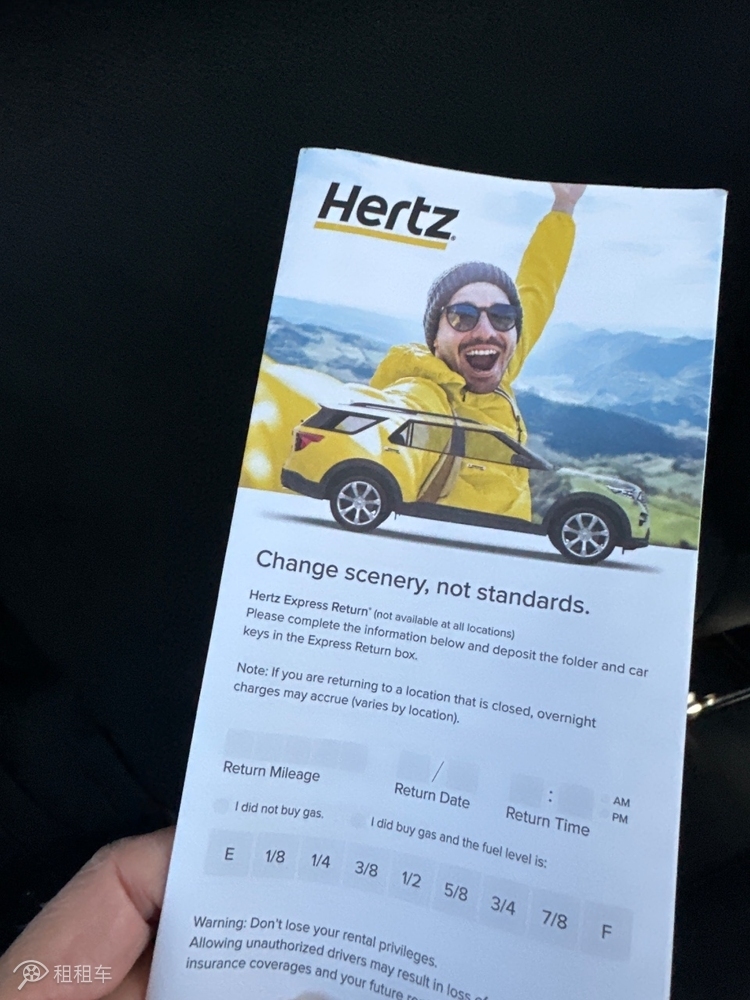 Hertz
Change scenery, not standards.
Hertz Express Return® (not available at all locations)
Please complete the information below and deposit the folder and car
keys in the Express Return box.
Note: If you are returning to a location that is closed, overnight
charges may accrue (varies by location).
/ : AM
PM
Return Mileage Return Date Return Time
I did not buy gas. I did buy gas and the fuel level is:
E 1/8 1/4 3/8 1/2 5/8 3/4 7/8 F
Warning: Don't lose your rental privileges.
Allowing unauthorized drivers may result in loss of
insurance coverages and your future
租租车